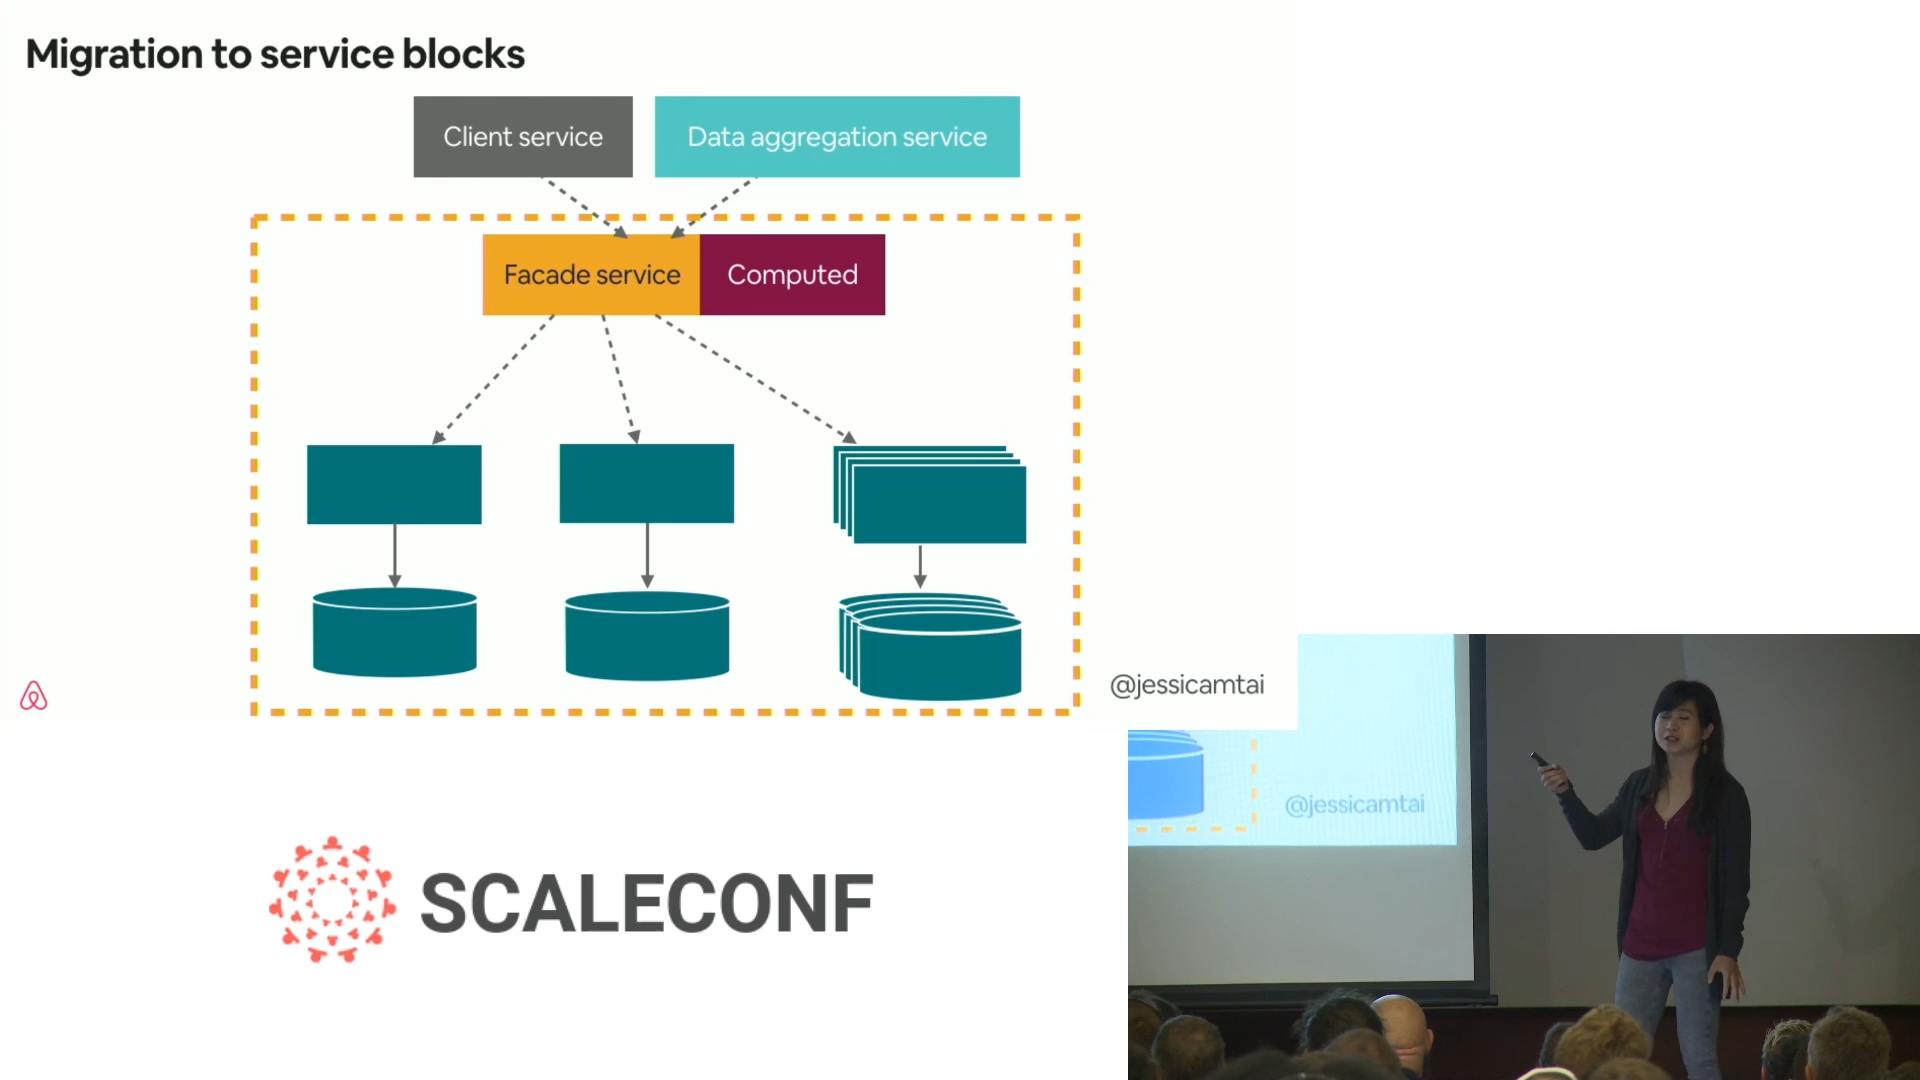 Migration to service blocks
Client service
Data aggregation service
Facade service
Computed
@jessicamtai
@jessicamtai
SCALECONF